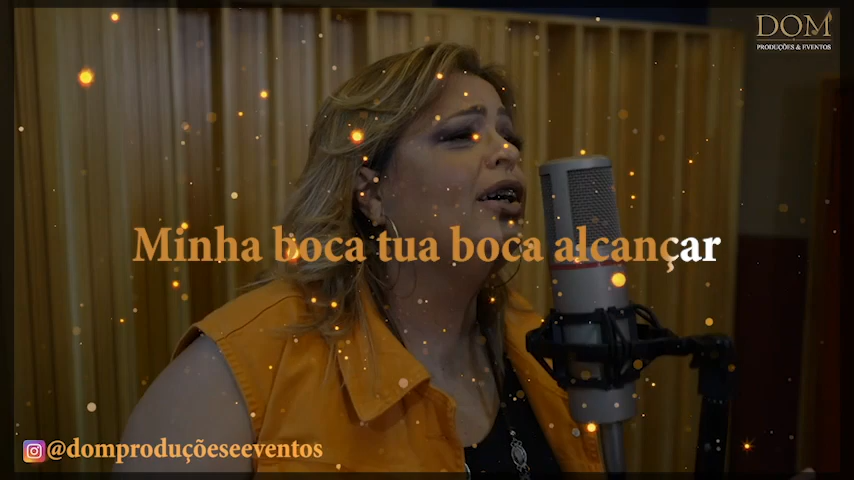 DOM
PRODUÇÕES & EVENTOS
Minha boca tua boca alcançar
@domproduçõeseeventos